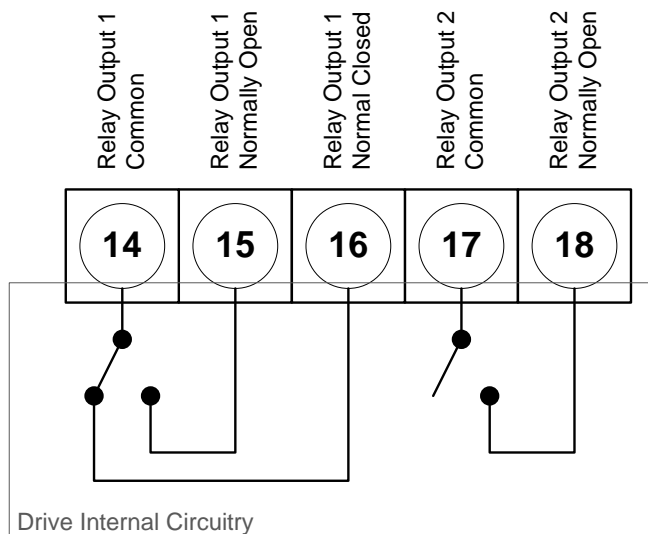 Relay Output 1
Common
Relay Output 1
Normally Open
Relay Output 1
Normal Closed
Relay Output 2
Common
Relay Output 2
Normally Open
14
15
16
17
18
Drive Internal Circuitry